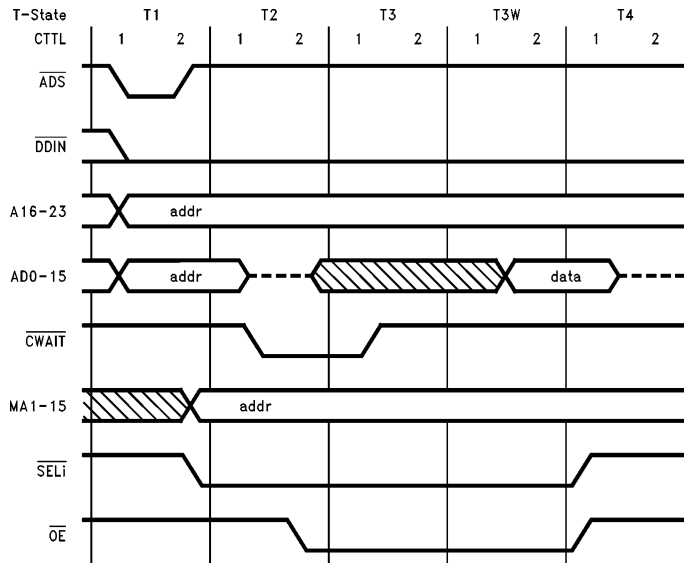 T-State T1 T2 T3 T3W T4
CTTL 1 2 1 2 1 2 1 2 1 2
ADS
DDIN
A16-23 addr
AD0-15 addr data
CWAIT
MA1-15 addr
SELi
OE